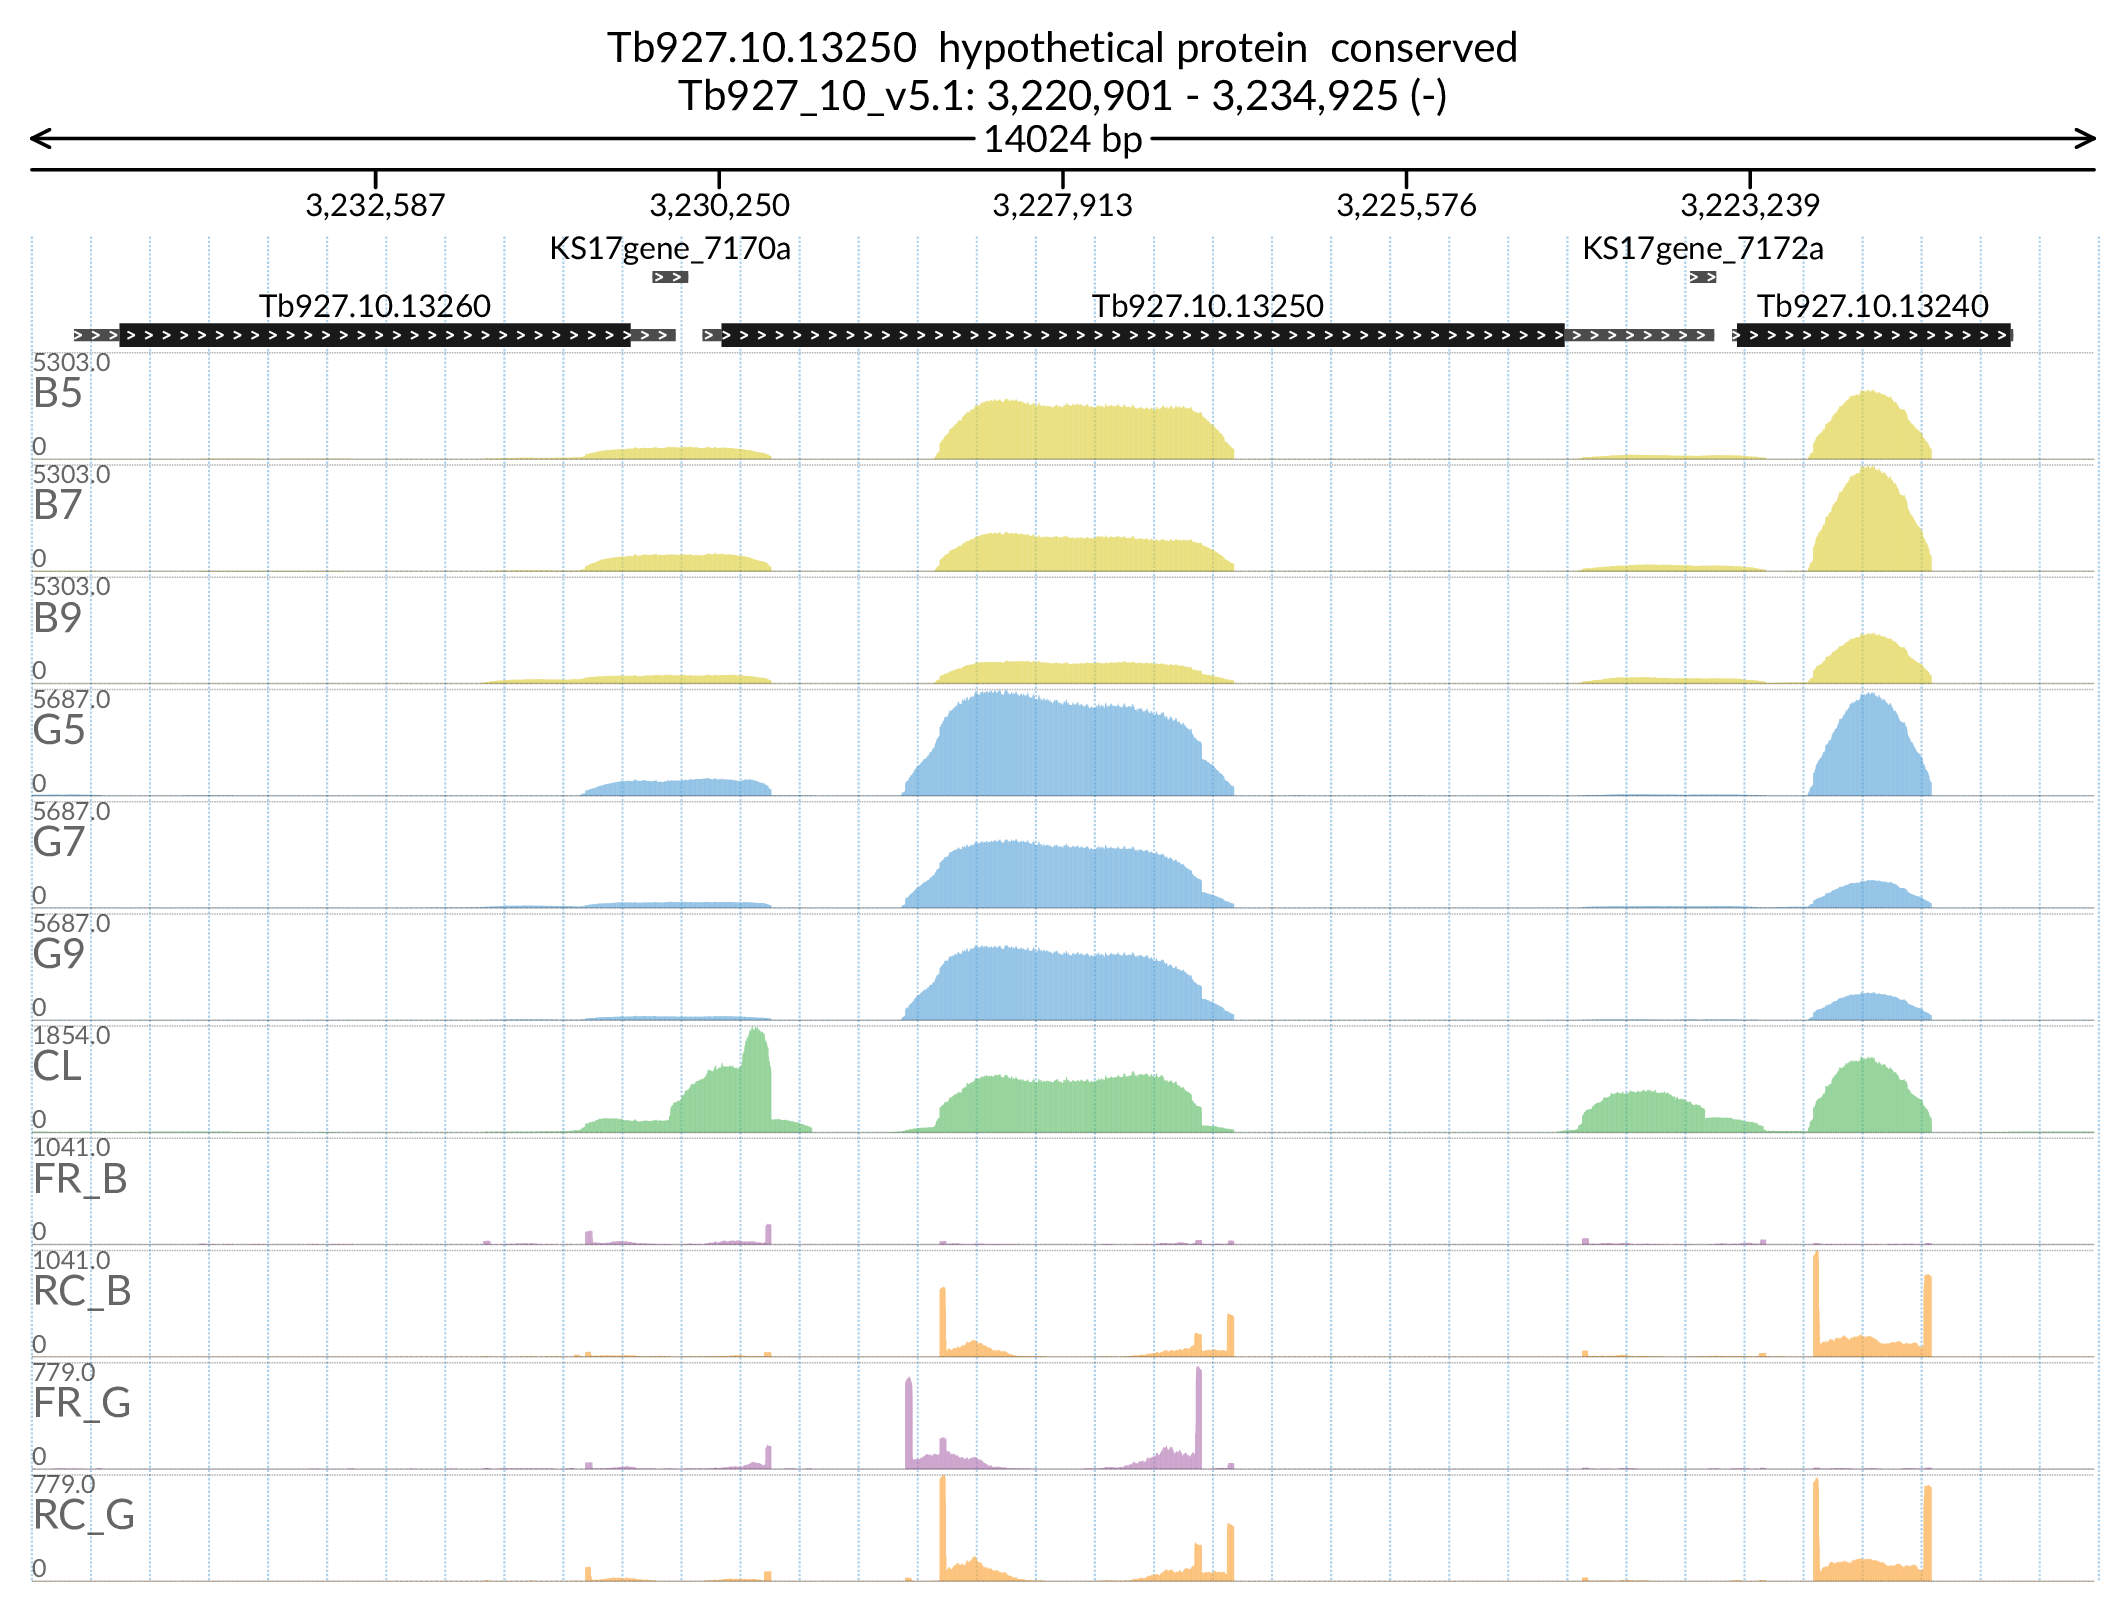 Tb927.10.13250 hypothetical protein conserved
Tb927_10_v5.1: 3,220,901 - 3,234,925 (-)
14024 bp
3,232,587 3,230,250 3,227,913 3,225,576 3,223,239
KS17gene_7170a KS17gene_7172a
Tb927.10.13260 Tb927.10.13250 Tb927.10.13240
5303.0
B5
0
5303.0
B7
0
5303.0
B9
0
5687.0
G5
0
5687.0
G7
0
5687.0
G9
0
1854.0
CL
0
1041.0
FR_B
0
1041.0
RC_B
0
779.0
FR_G
0
779.0
RC_G
0